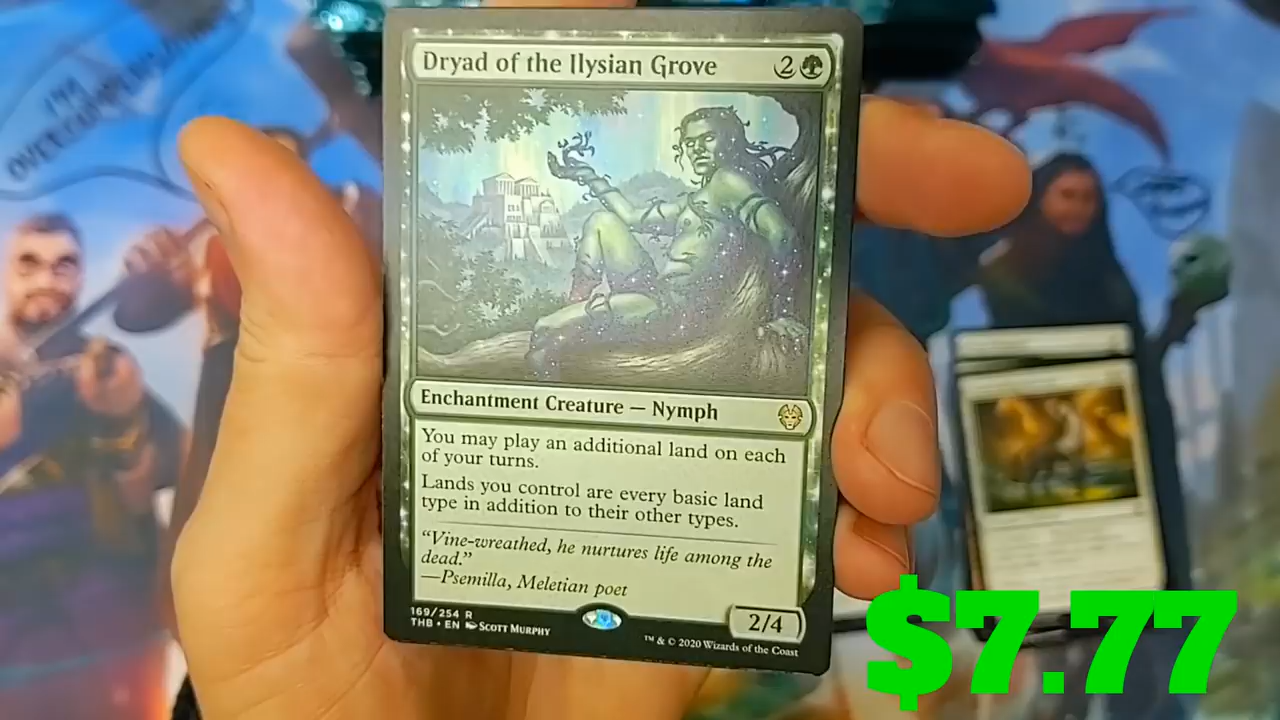 Dryad of the Ilysian Grove 2
Enchantment Creature — Nymph
You may play an additional land on each
of your turns.
Lands you control are every basic land
type in addition to their other types.
“Vine-wreathed, he nurtures life among the
dead.”
—Psemilla, Meletian poet
169/254 R
THB • EN Scott Murphy
2/4
™ & © 2020 Wizards of the Coast
$7.77